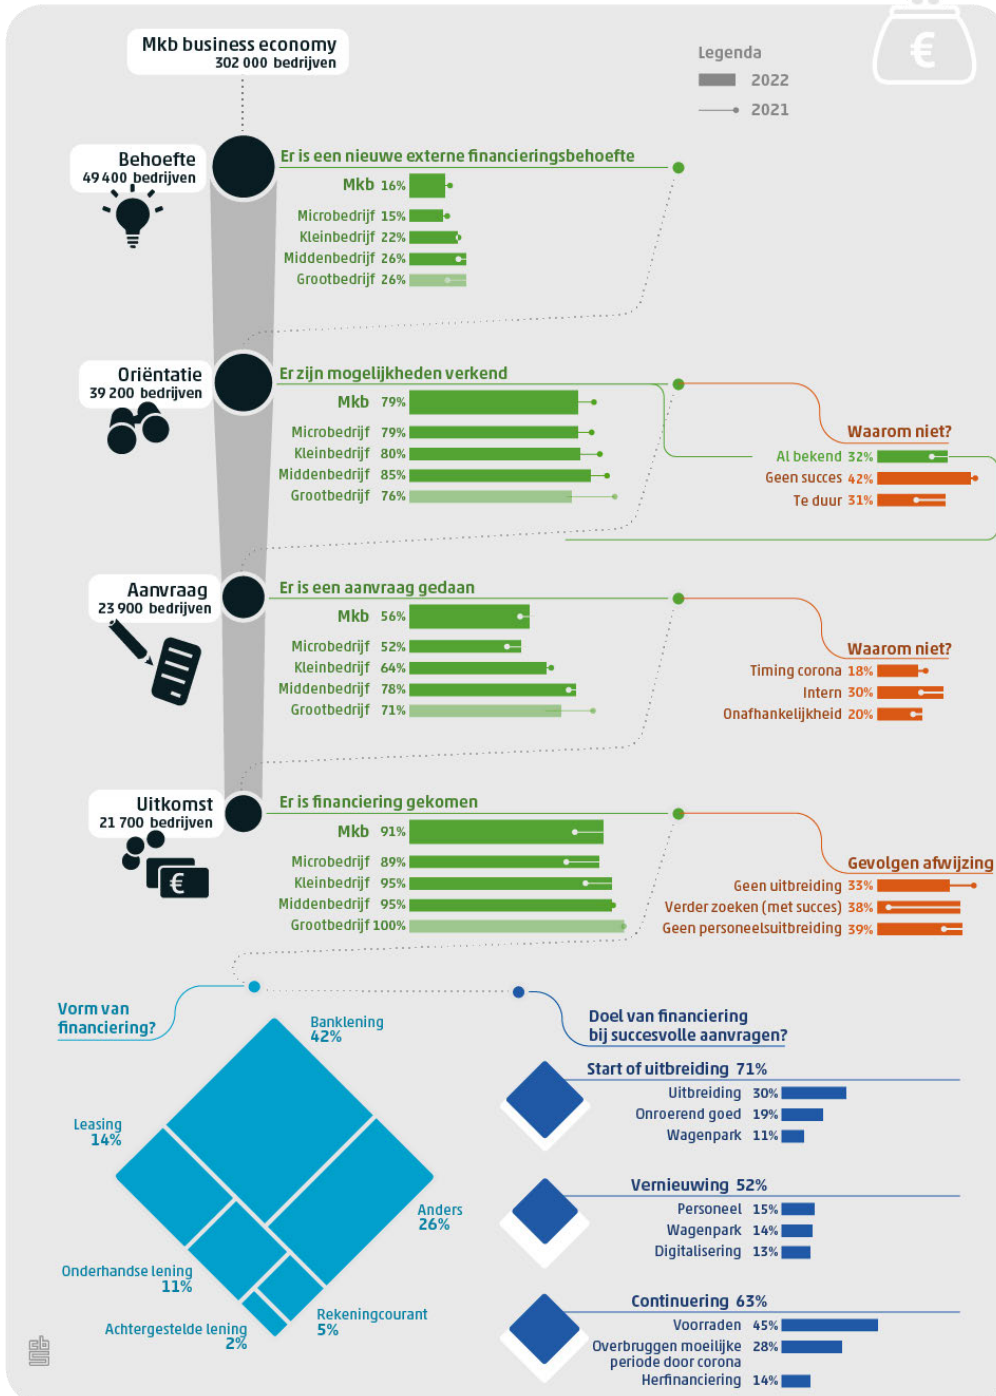 Mkb business economy
302 000 bedrijven
€
Legenda
2022
2021
Behoefte
49 400 bedrijven
Er is een nieuwe externe financieringsbehoefte
Mkb 16%
Microbedrijf 15%
Kleinbedrijf 22%
Middenbedrijf 26%
Grootbedrijf 26%
Oriëntatie
39 200 bedrijven
Er zijn mogelijkheden verkend
Mkb 79%
Microbedrijf 79%
Kleinbedrijf 80%
Middenbedrijf 85%
Grootbedrijf 76%
Waarom niet?
Al bekend 32%
Geen succes 42%
Te duur 31%
Aanvraag
23 900 bedrijven
Er is een aanvraag gedaan
Mkb 56%
Microbedrijf 52%
Kleinbedrijf 64%
Middenbedrijf 78%
Grootbedrijf 71%
Waarom niet?
Timing corona 18%
Intern 30%
Onafhankelijkheid 20%
Uitkomst
21 700 bedrijven
€
Er is financiering gekomen
Mkb 91%
Microbedrijf 89%
Kleinbedrijf 95%
Middenbedrijf 95%
Grootbedrijf 100%
Gevolgen afwijzing
Geen uitbreiding 33%
Verder zoeken (met succes) 38%
Geen personeelsuitbreiding 39%
Vorm van
financiering?
Banklening
42%
Leasing
14%
Anders
26%
Onderhandse lening
11%
Rekeningcourant
5%
Achtergestelde lening
2%
Doel van financiering
bij succesvolle aanvragen?
Start of uitbreiding 71%
Uitbreiding 30%
Onroerend goed 19%
Wagenpark 11%
Vernieuwing 52%
Personeel 15%
Wagenpark 14%
Digitalisering 13%
Continuering 63%
Voorraden 45%
Overbruggen moeilijke 28%
periode door corona
Herfinanciering 14%
cbs